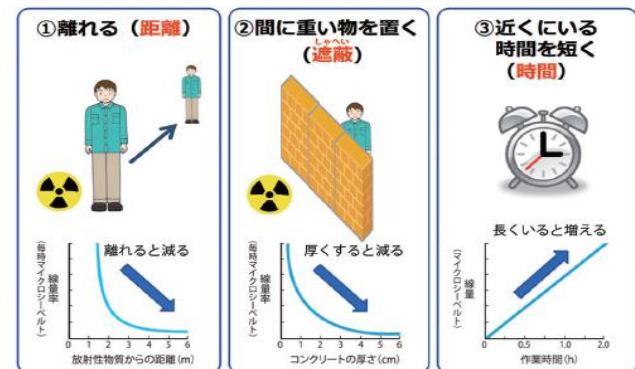 ①離れる（距離）
離れると減る
線量率
（毎時マイクロシーベルト）
0 1 2 3 4 5 6
放射性物質からの距離(m)
②間に重い物を置く
しゃへい
（遮蔽）
厚くすると減る
線量率
（毎時マイクロシーベルト）
0 1 2 3 4 5 6
コンクリートの厚さ(cm)
③近くにいる
時間を短く
（時間）
長くいると増える
線量
（マイクロシーベルト）
0 0.5 1.0 2.0
作業時間(h)